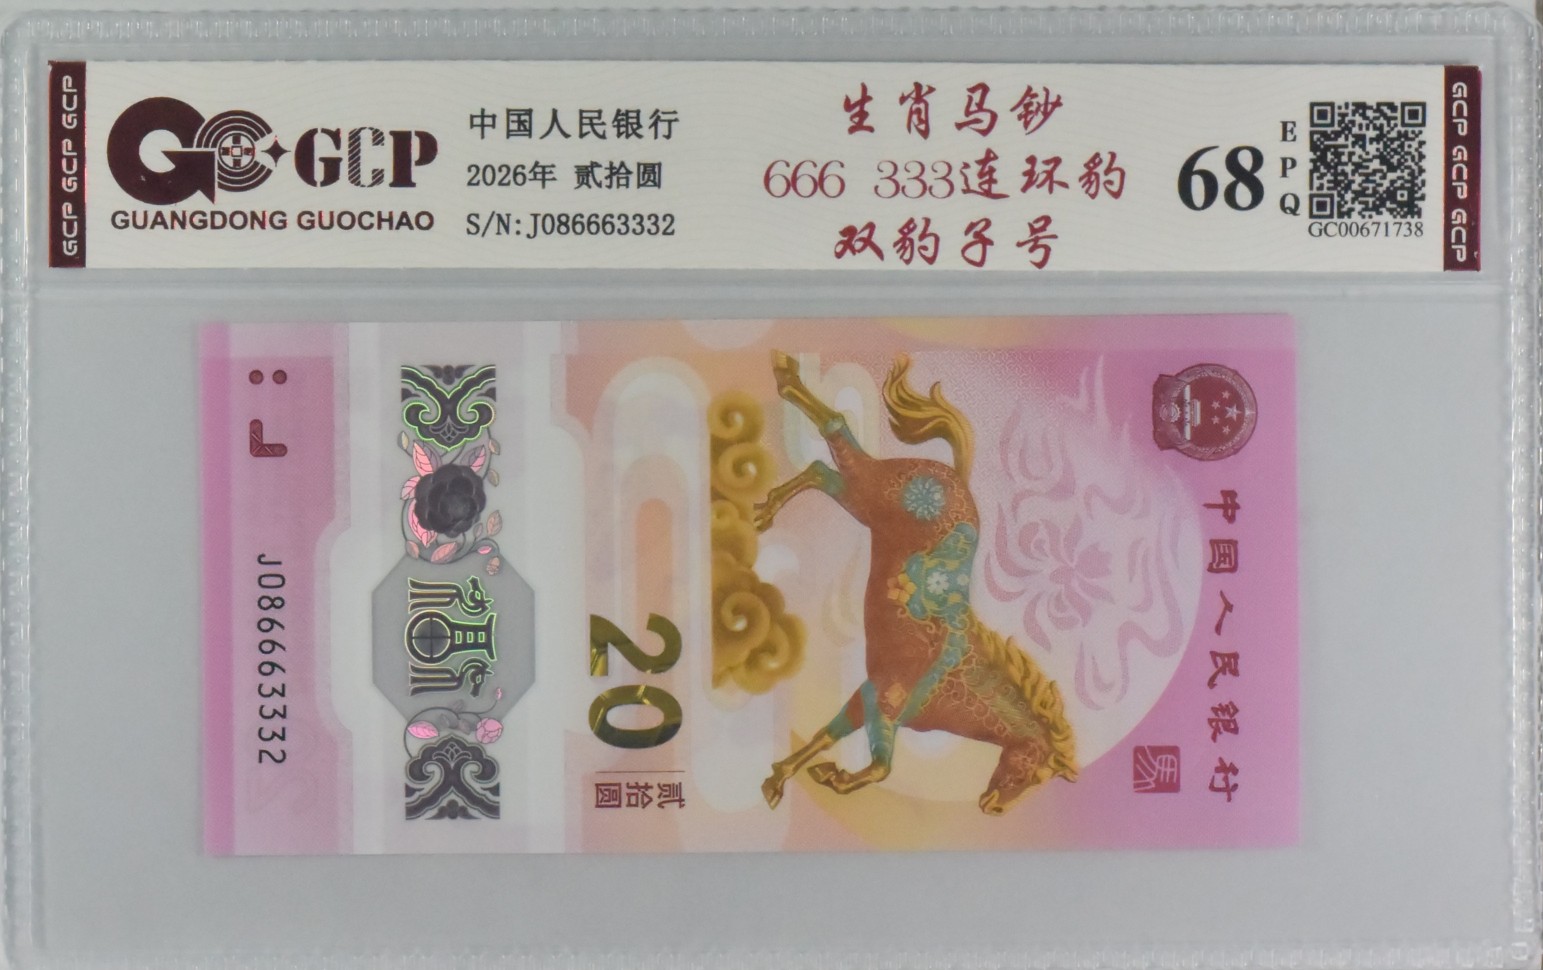 GCP GCP GCP
GCP
GUANGDONG GUOCHAO
中国人民银行
2026年 贰拾圆
S/N:J086663332
生肖马钞
666 333连环豹
双豹子号
68
EPQ
GC00671738
GCP GCP GCP
J
J086663332
20
贰拾圆
中国人民银行
馬